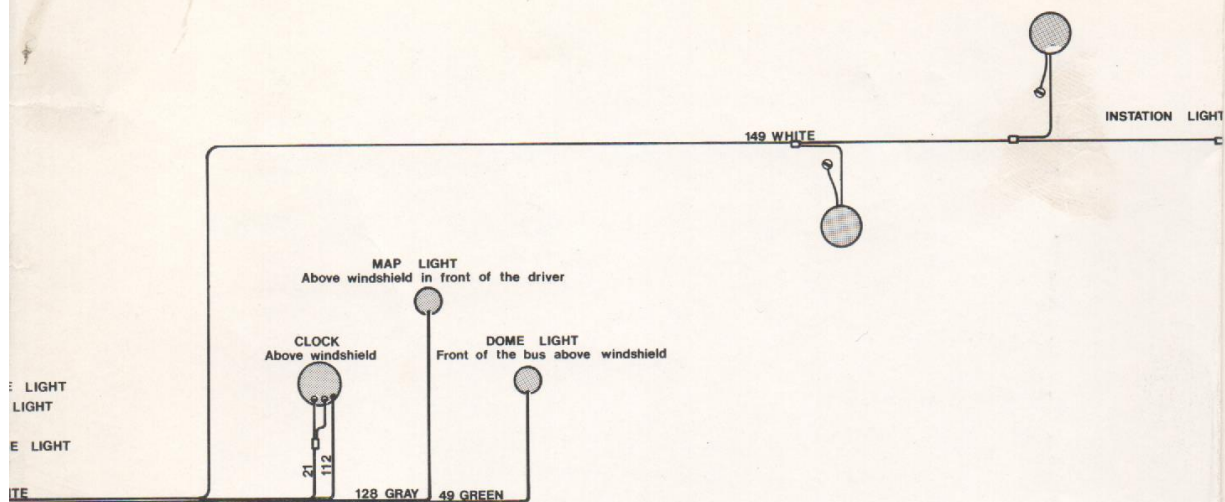 INSTATION LIGHT
149 WHITE
MAP LIGHT
Above windshield in front of the driver
CLOCK
Above windshield
DOME LIGHT
Front of the bus above windshield
E LIGHT
LIGHT
E LIGHT
21
112
ITE
128 GRAY
49 GREEN